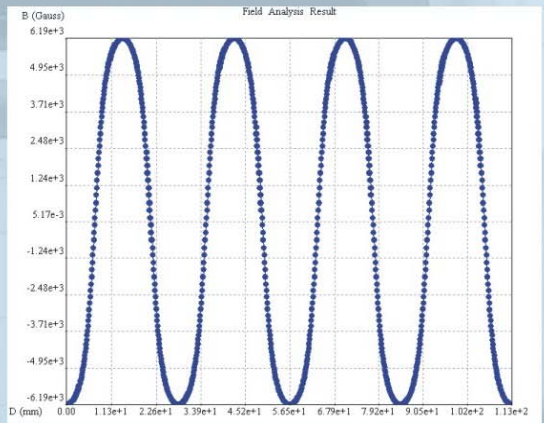 Field Analysis Result
B (Gauss)
6.19e+3
4.95e+3
3.71e+3
2.48e+3
1.24e+3
5.17e-3
-1.24e+3
-2.48e+3
-3.71e+3
-4.95e+3
-6.19e+3
D (mm) 0.00 1.13e+1 2.26e+1 3.39e+1 4.52e+1 5.65e+1 6.79e+1 7.92e+1 9.05e+1 1.02e+2 1.13e+2